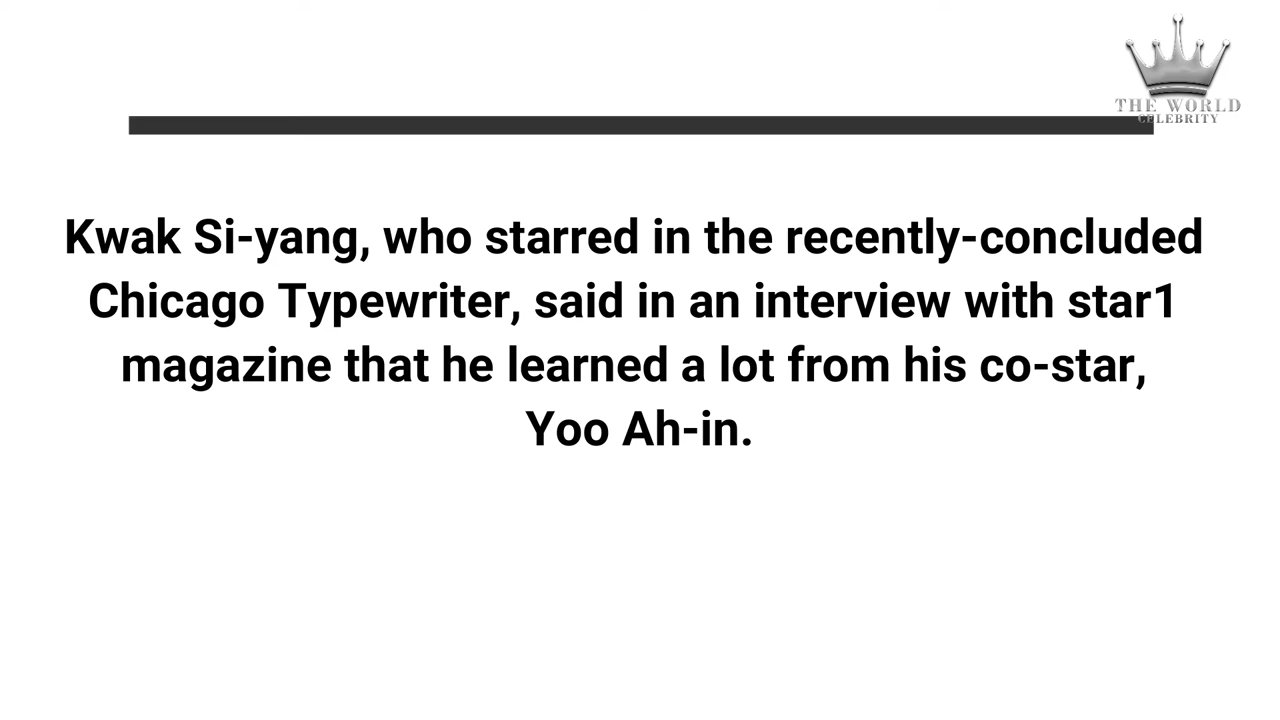 THE WORLD
CELEBRITY
Kwak Si-yang, who starred in the recently-concluded
Chicago Typewriter, said in an interview with star1
magazine that he learned a lot from his co-star,
Yoo Ah-in.